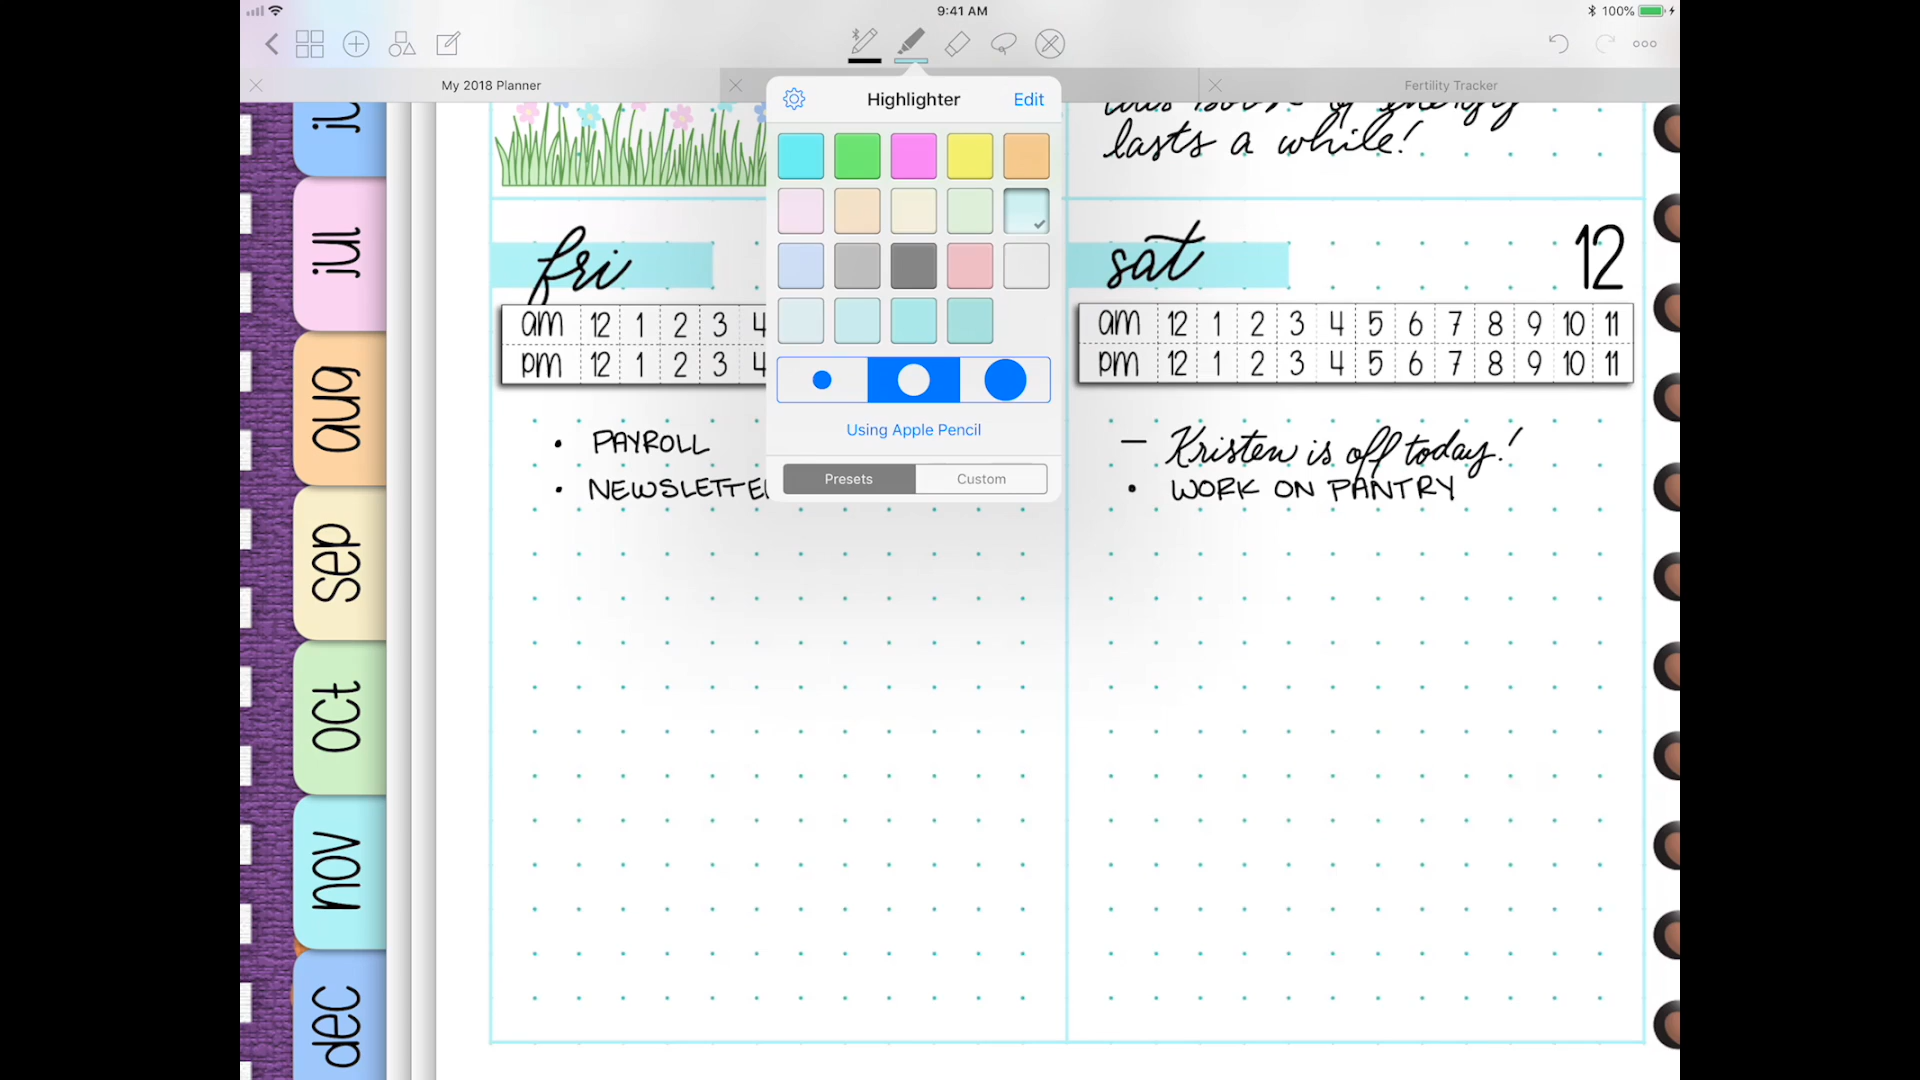 9:41 AM
100%
My 2018 Planner
Fertility Tracker
Highlighter
Edit
lasts a while!
fri
sat
12
am 12 1 2 3 4
pm 12 1 2 3 4
am 12 1 2 3 4 5 6 7 8 9 10 11
pm 12 1 2 3 4 5 6 7 8 9 10 11
Using Apple Pencil
Presets
Custom
• PAYROLL
• NEWSLETTE
— Kristen is off today!
• WORK ON PANTRY
jul
aug
sep
oct
nov
dec